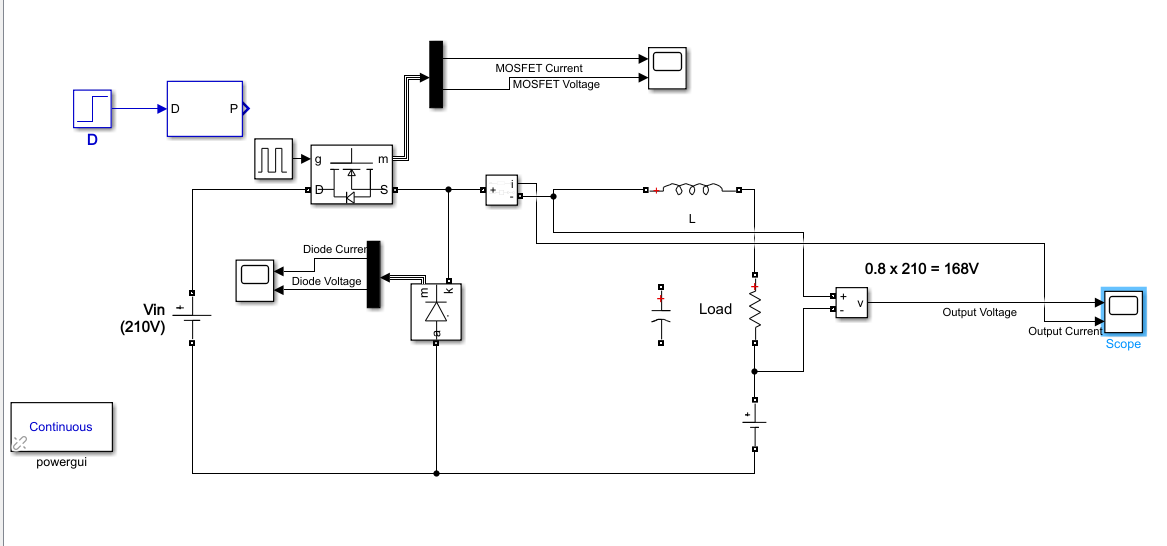 MOSFET Current
MOSFET Voltage
D
P
D
g
m
D
S
+
i
-
L
Diode Curren
Diode Voltage
m
k
a
0.8 x 210 = 168V
Vin
(210V)
+
Load
+
-
v
Output Voltage
Output Current
Scope
Continuous
powergui
+